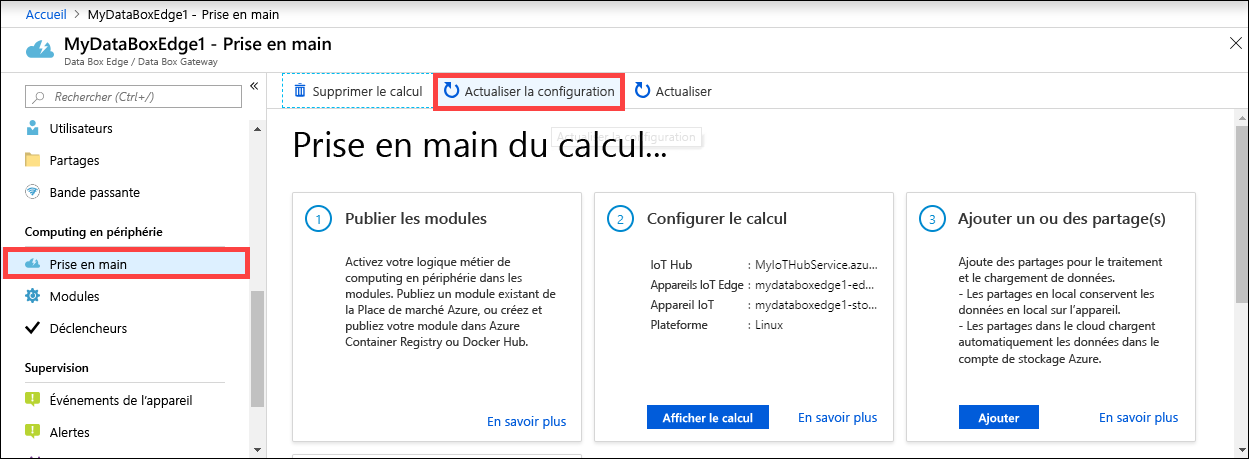 Accueil > MyDataBoxEdge1 - Prise en main
MyDataBoxEdge1 - Prise en main
Data Box Edge / Data Box Gateway
Rechercher (Ctrl+/)
Utilisateurs
Partages
Bande passante
Computing en périphérie
Prise en main
Modules
Déclencheurs
Supervision
Événements de l’appareil
Alertes
Supprimer le calcul
Actualiser la configuration
Actualiser
Actualiser la configuration
Prise en main du calcul...
1 Publier les modules
Activez votre logique métier de
computing en périphérie dans les
modules. Publiez un module existant de
la Place de marché Azure, ou créez et
publiez votre module dans Azure
Container Registry ou Docker Hub.
En savoir plus
2 Configurer le calcul
IoT Hub : MyIoTHubService.azu...
Appareils IoT Edge : mydataboxedge1-ed...
Appareil IoT : mydataboxedge1-sto...
Plateforme : Linux
Afficher le calcul
En savoir plus
3 Ajouter un ou des partage(s)
Ajoute des partages pour le traitement
et le chargement de données.
- Les partages en local conservent les
données en local sur l’appareil.
- Les partages dans le cloud chargent
automatiquement les données dans le
compte de stockage Azure.
Ajouter
En savoir plus